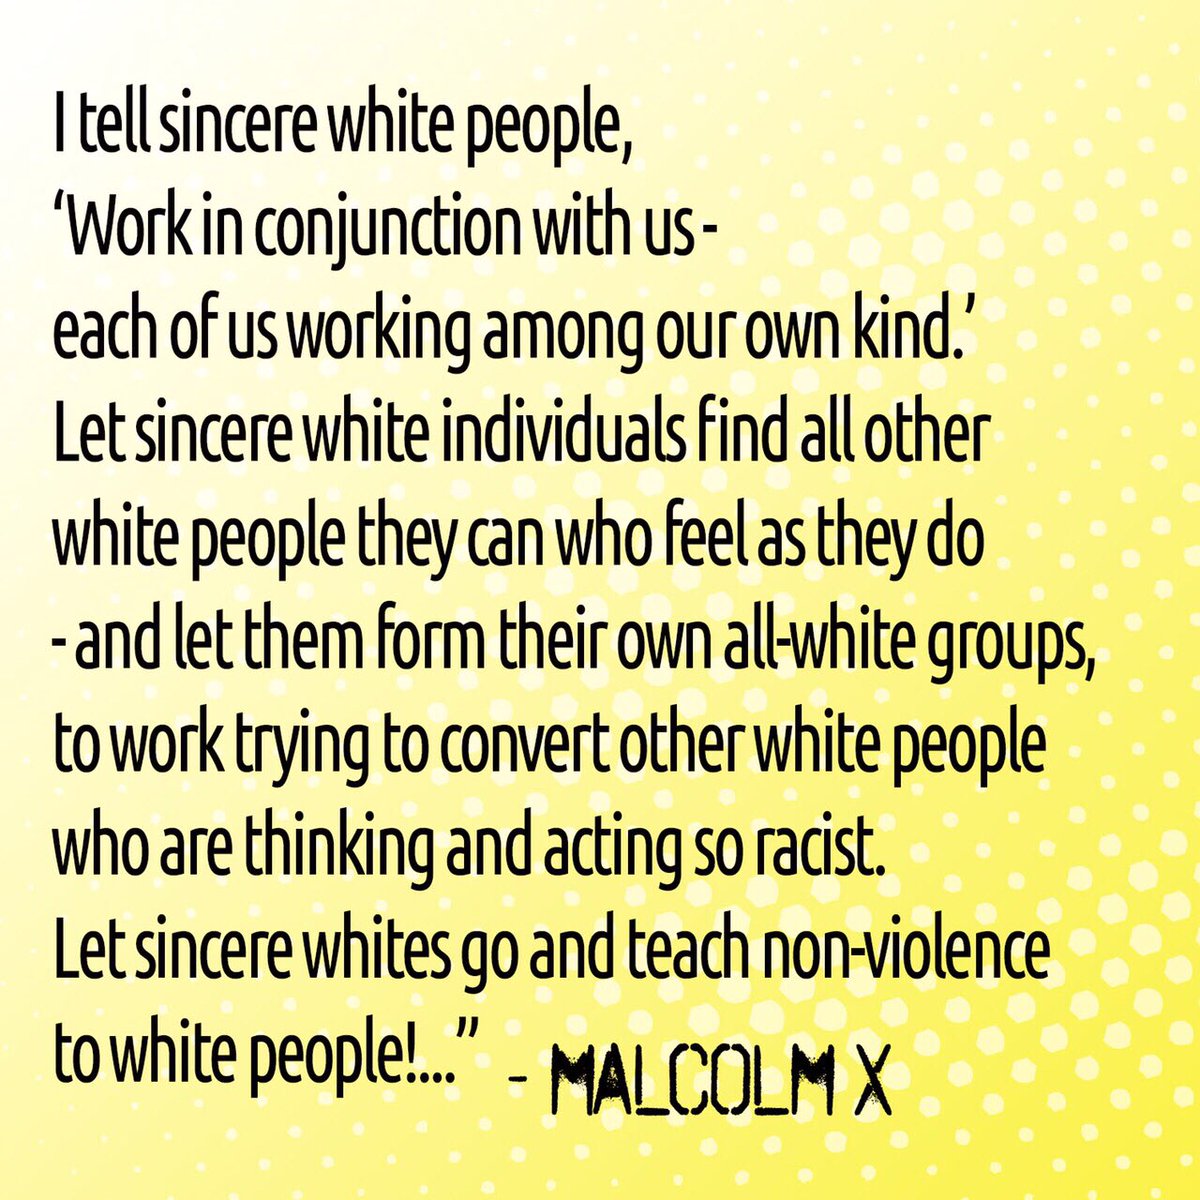 I tell sincere white people,
‘Work in conjunction with us -
each of us working among our own kind.’
Let sincere white individuals find all other
white people they can who feel as they do
- and let them form their own all-white groups,
to work trying to convert other white people
who are thinking and acting so racist.
Let sincere whites go and teach non-violence
to white people!...” - MALCOLM X